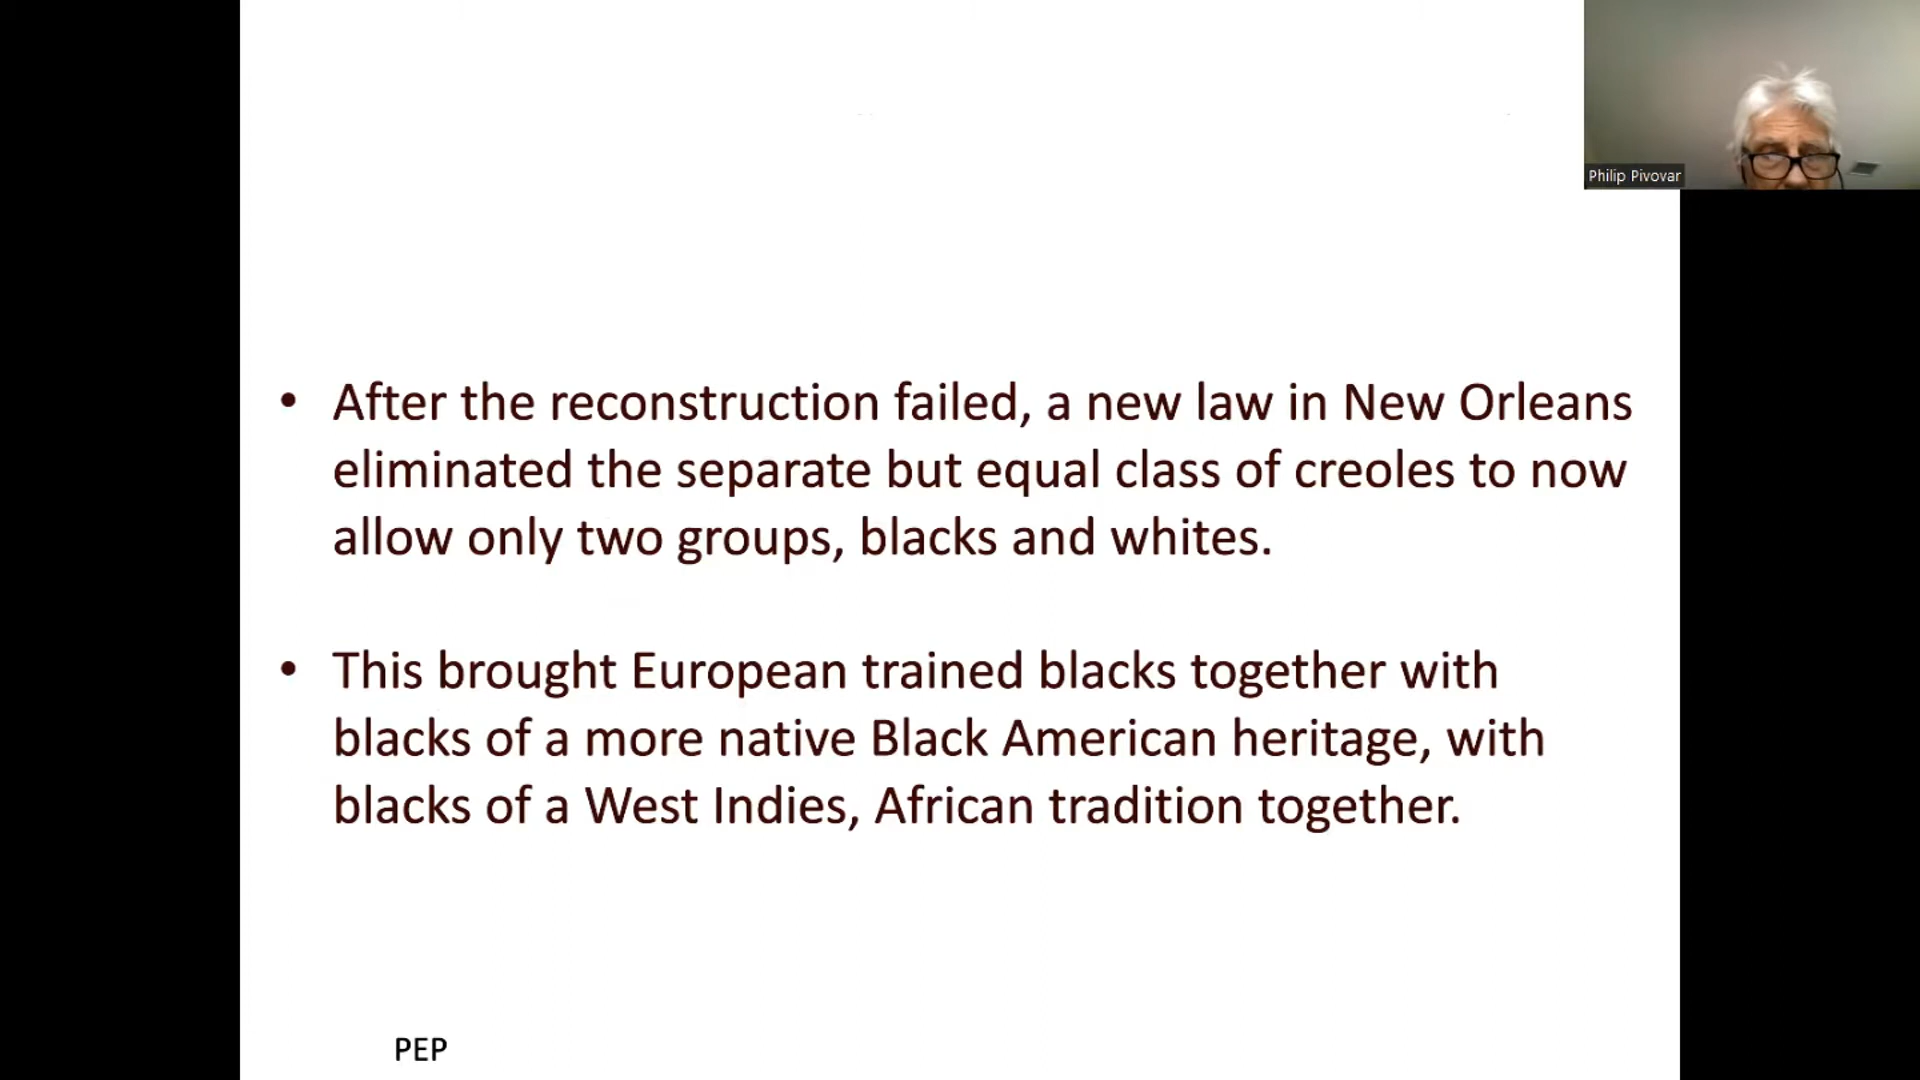 Philip Pivovar
• After the reconstruction failed, a new law in New Orleans
eliminated the separate but equal class of creoles to now
allow only two groups, blacks and whites.
• This brought European trained blacks together with
blacks of a more native Black American heritage, with
blacks of a West Indies, African tradition together.
PEP